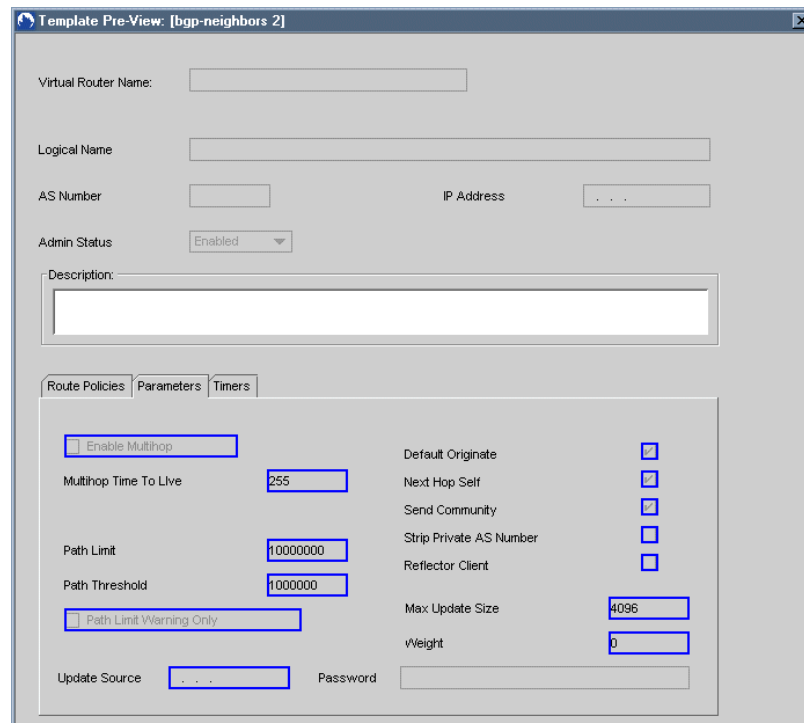 Template Pre-View: [bgp-neighbors 2]
Virtual Router Name:
Logical Name
AS Number
IP Address
. . .
Admin Status
Enabled
Description:
Route Policies
Parameters
Timers
Enable Multihop
Multihop Time To LIve
255
Path Limit
10000000
Path Threshold
1000000
Path Limit Warning Only
Default Originate
Next Hop Self
Send Community
Strip Private AS Number
Reflector Client
Max Update Size
4096
Weight
0
Update Source
. . .
Password